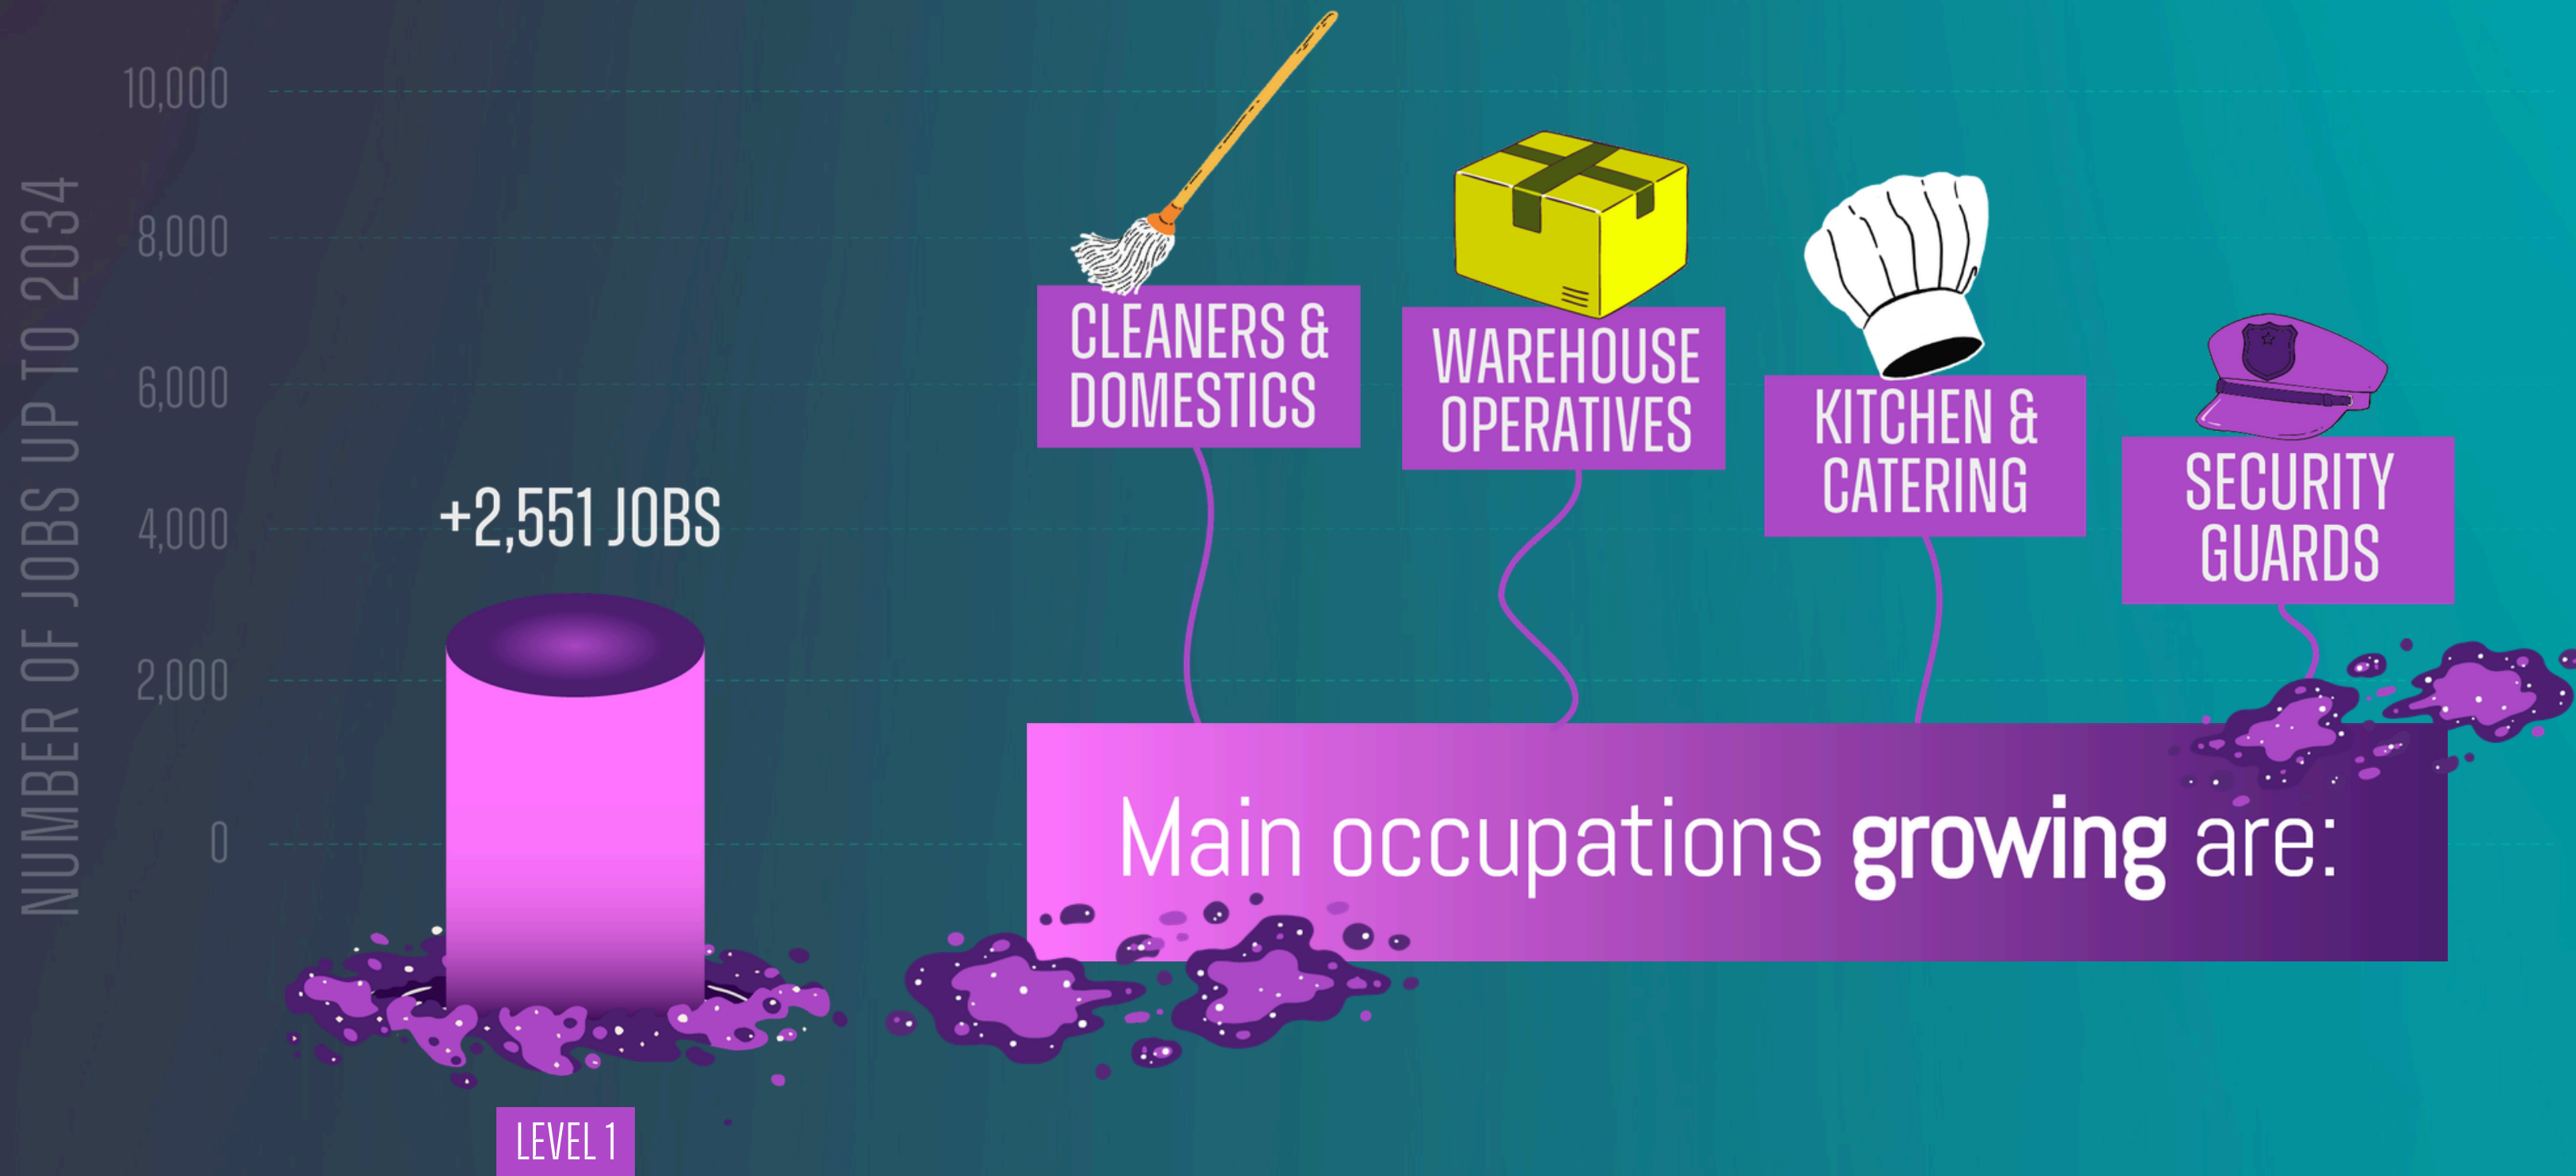 NUMBER OF JOBS UP TO 2034
10,000
8,000
6,000
4,000
2,000
0
+2,551 JOBS
LEVEL 1
CLEANERS &
DOMESTICS
WAREHOUSE
OPERATIVES
KITCHEN &
CATERING
SECURITY
GUARDS
Main occupations growing are: